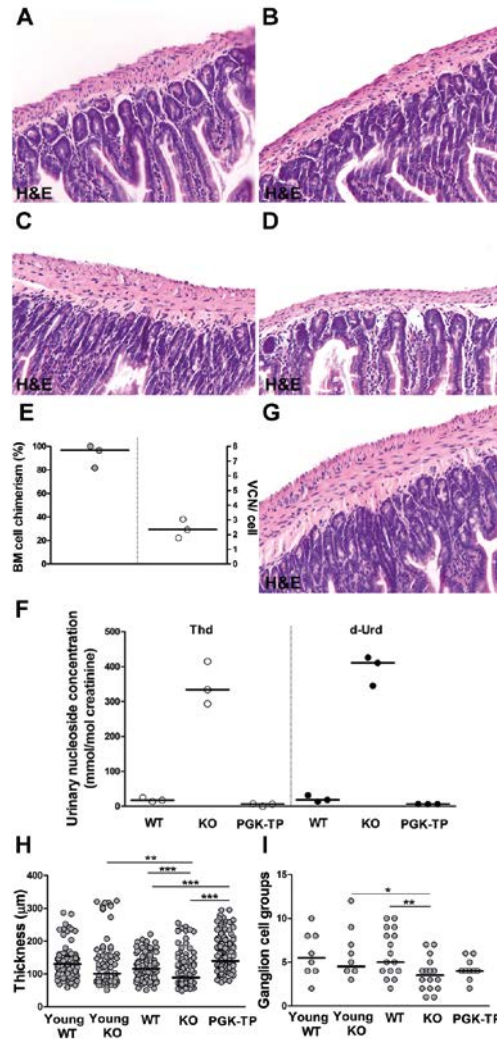 A
B
H&E
H&E
C
D
H&E
H&E
E
G
BM cell chimerism (%)
100
80
60
40
20
0
8
7
6
5
4
3
2
1
0
VCN/ cell
H&E
F
Urinary nucleoside concentration
(mmol/mol creatinine)
Thd
d-Urd
500
400
300
200
100
0
WT
KO
PGK-TP
WT
KO
PGK-TP
H
I
Thickness (µm)
400
300
200
100
**
***
***
***
Young
WT
Young
KO
WT
KO
PGK-TP
Ganglion cell groups
15
10
5
0
*
**
Young
WT
Young
KO
WT
KO
PGK-TP